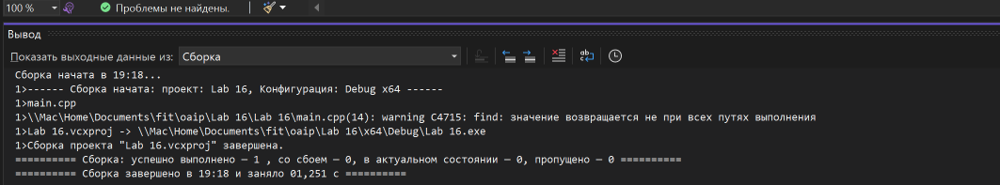 100 %
Проблемы не найдены.
Вывод
Показать выходные данные из: Сборка
Сборка начата в 19:18...
1>------ Сборка начата: проект: Lab 16, Конфигурация: Debug x64 ------
1>main.cpp
1>\\Mac\Home\Documents\fit\oaip\Lab 16\Lab 16\main.cpp(14): warning C4715: find: значение возвращается не при всех путях выполнения
1>Lab 16.vcxproj -> \\Mac\Home\Documents\fit\oaip\Lab 16\x64\Debug\Lab 16.exe
1>Сборка проекта "Lab 16.vcxproj" завершена.
========== Сборка: успешно выполнено — 1 , со сбоем — 0, в актуальном состоянии — 0, пропущено — 0 ==========
========== Сборка завершено в 19:18 и заняло 01,251 с ==========